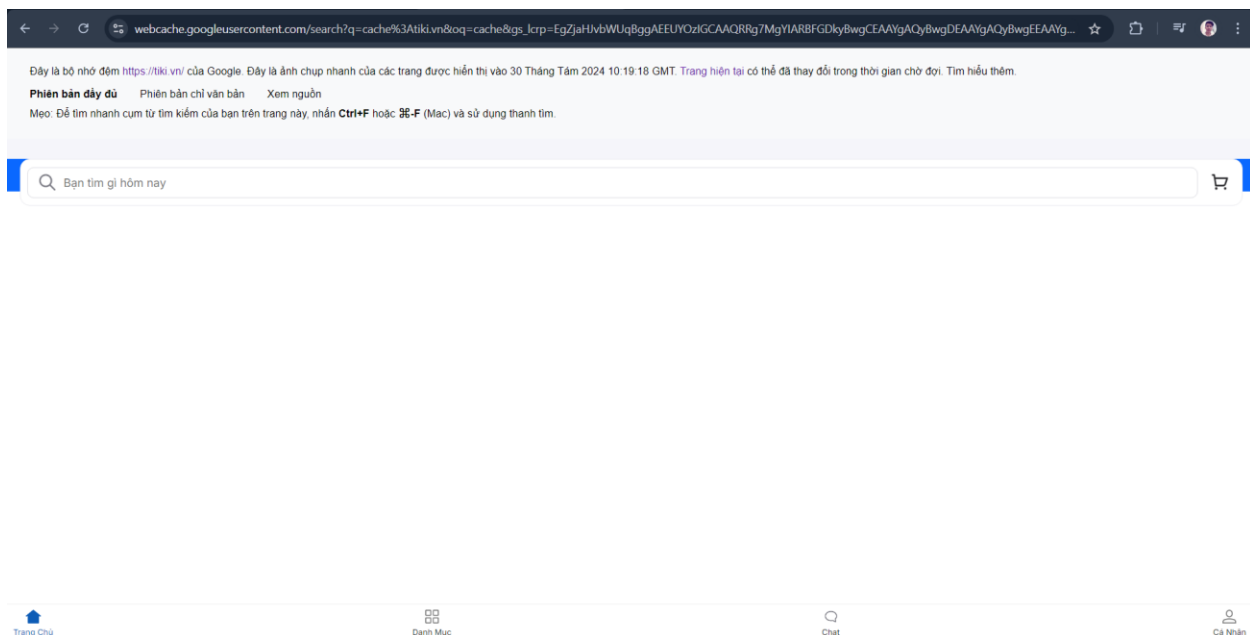 webcache.googleusercontent.com/search?q=cache%3Atiki.vn&oq=cache&gs_lcrp=EgZjaHJvbWUqBggAEEUYOzIGCAAQRRg7MgYIARBFGDkyBwgCEAAYgAQyBwgDEAAYgAQyBwgEEAAYg...
Đây là bộ nhớ đệm https://tiki.vn/ của Google. Đây là ảnh chụp nhanh của các trang được hiển thị vào 30 Tháng Tám 2024 10:19:18 GMT. Trang hiện tại có thể đã thay đổi trong thời gian chờ đợi. Tìm hiểu thêm.
Phiên bản đầy đủ Phiên bản chỉ văn bản Xem nguồn
Mẹo: Để tìm nhanh cụm từ tìm kiếm của bạn trên trang này, nhấn Ctrl+F hoặc ⌘-F (Mac) và sử dụng thanh tìm.
Bạn tìm gì hôm nay
Trang Chủ Danh Mục Chat Cá Nhân